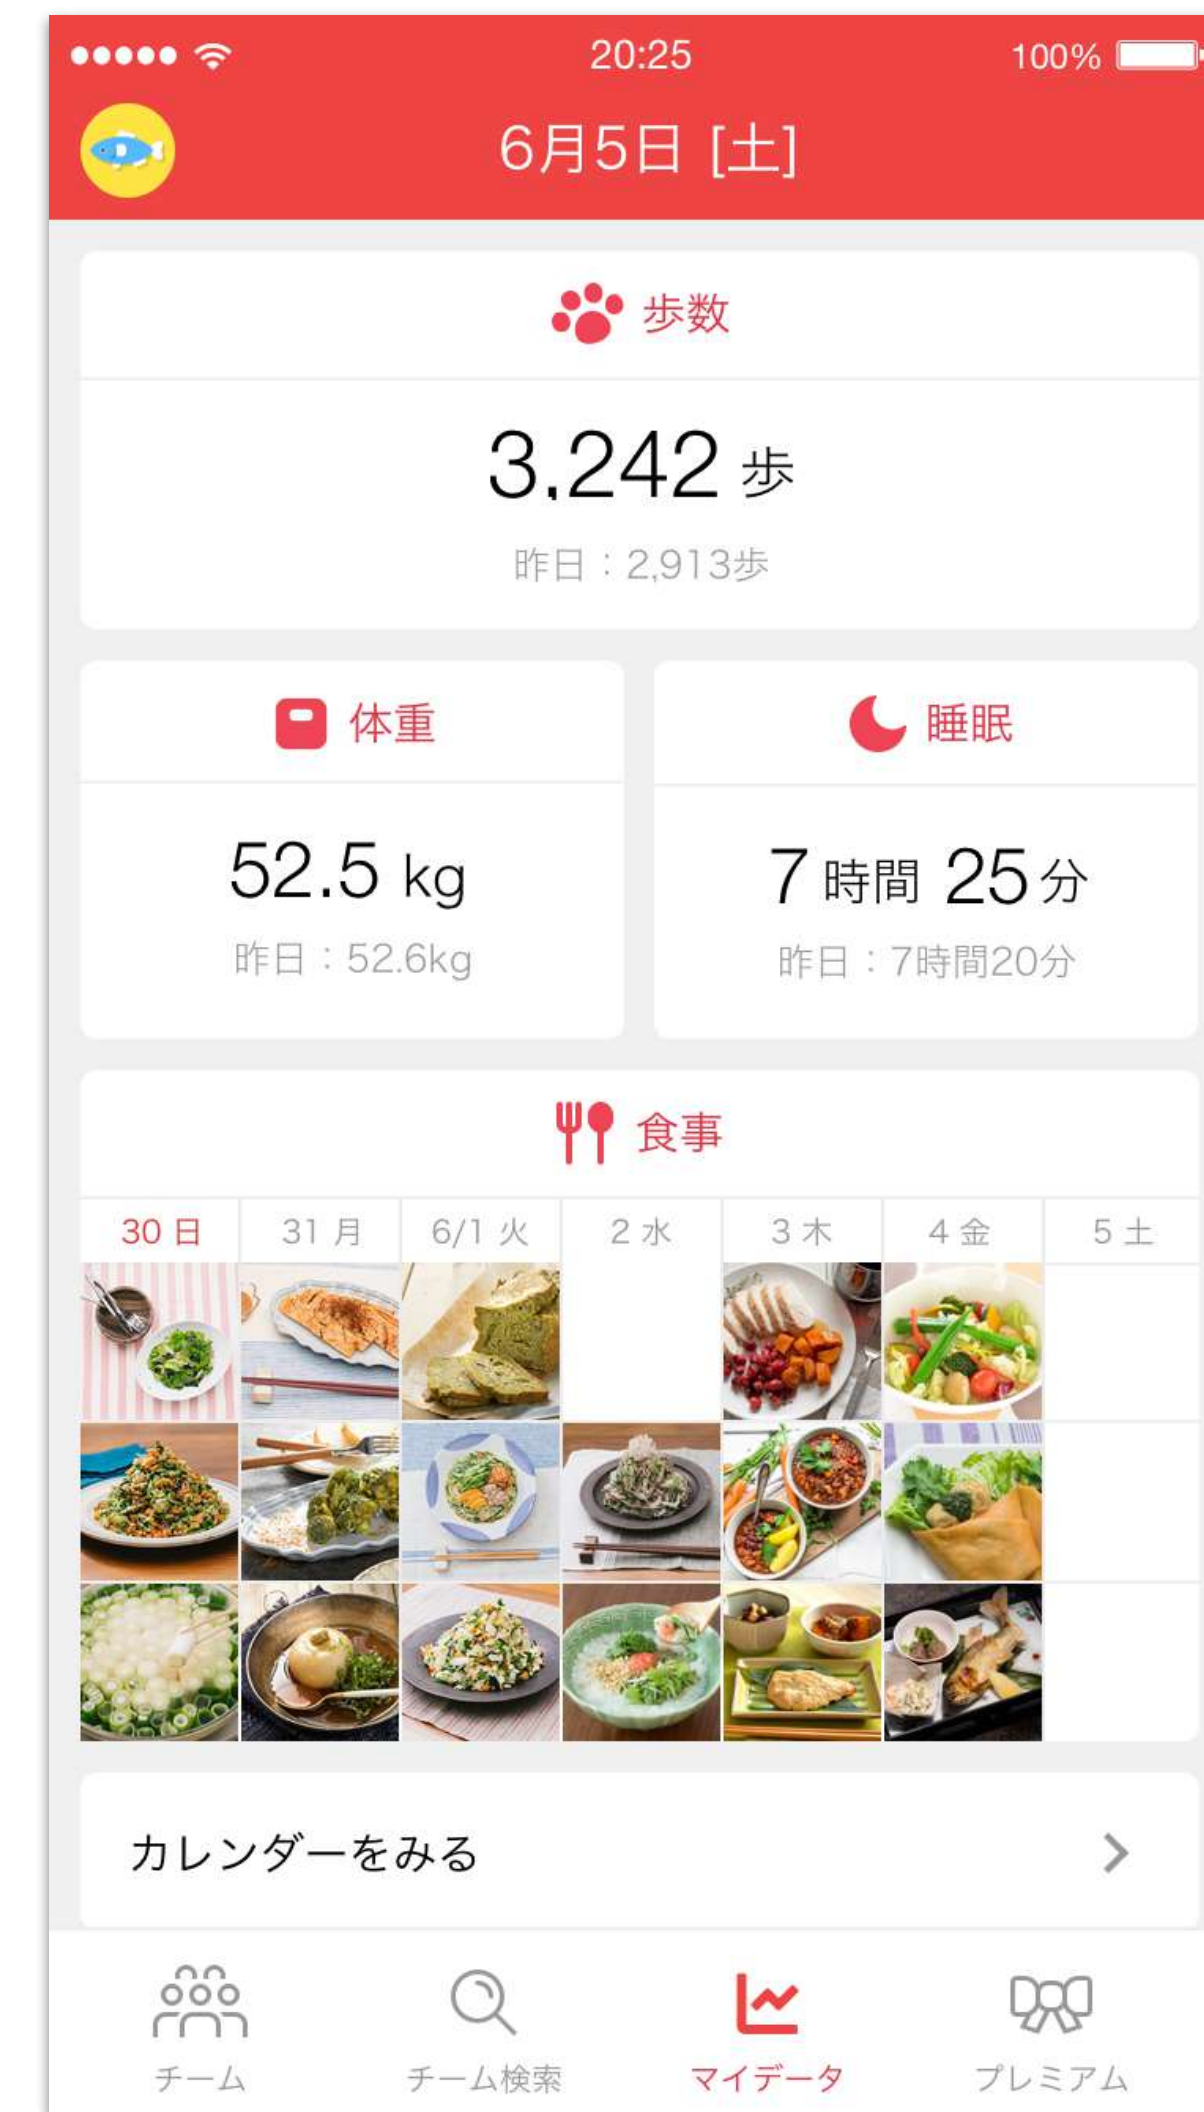 20:25
100%
6月5日 [土]
歩数
3,242 歩
昨日：2,913歩
体重
睡眠
52.5 kg
7 時間 25 分
昨日：52.6kg
昨日：7時間20分
食事
30 日 31 月 6/1 火 2 水 3 木 4 金 5 土
カレンダーをみる
チーム
チーム検索
マイデータ
プレミアム